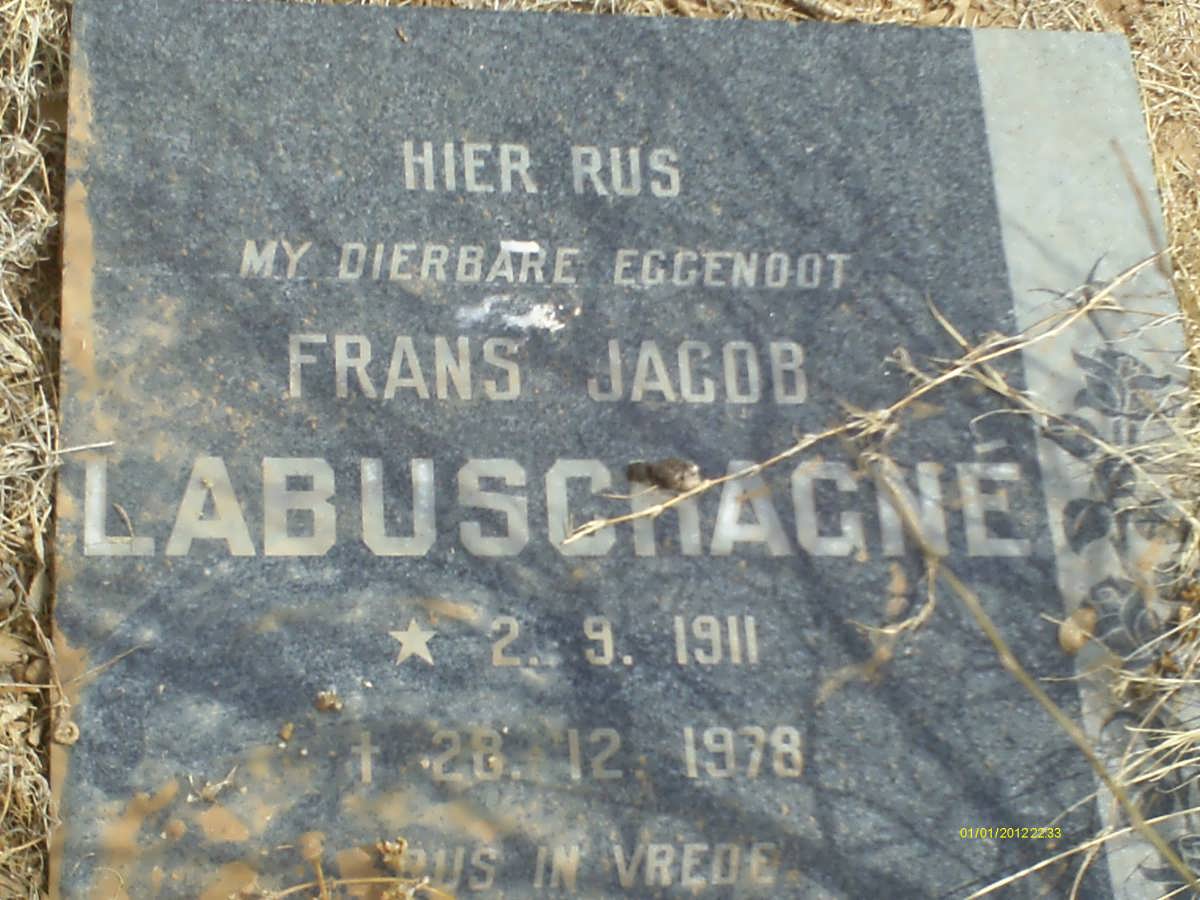 HIER RUS
MY DIERBARE EGGENOOT
FRANS JACOB
LABUSCHAGNÉ
★ 2. 9. 1911
† 28. 12. 1978
RUS IN VREDE
01/01/2012 22:33